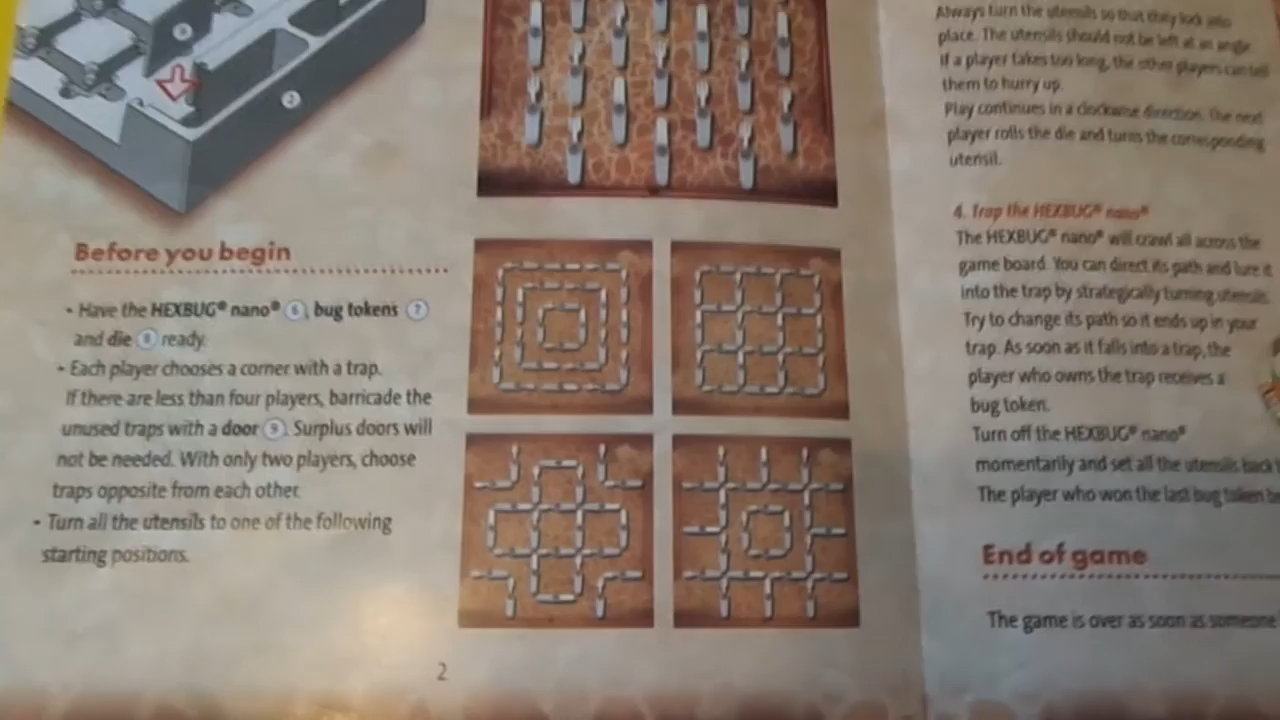 Before you begin
• Have the HEXBUG® nano® 6, bug tokens 7
and die 8 ready.
• Each player chooses a corner with a trap.
If there are less than four players, barricade the
unused traps with a door 9. Surplus doors will
not be needed. With only two players, choose
traps opposite from each other.
• Turn all the utensils to one of the following
starting positions.
2
Always turn the utensils so that they lock into
place. The utensils should not be left at an angle.
If a player takes too long, the other players can tell
them to hurry up.
Play continues in a clockwise direction. The next
player rolls the die and turns the corresponding
utensil.
4. Trap the HEXBUG® nano®
The HEXBUG® nano® will crawl all across the
game board. You can direct its path and lure it
into the trap by strategically turning utensils.
Try to change its path so it ends up in your
trap. As soon as it falls into a trap, the
player who owns the trap receives a
bug token.
Turn off the HEXBUG® nano®
momentarily and set all the utensils back
The player who won the last bug token
End of game
The game is over as soon as someone